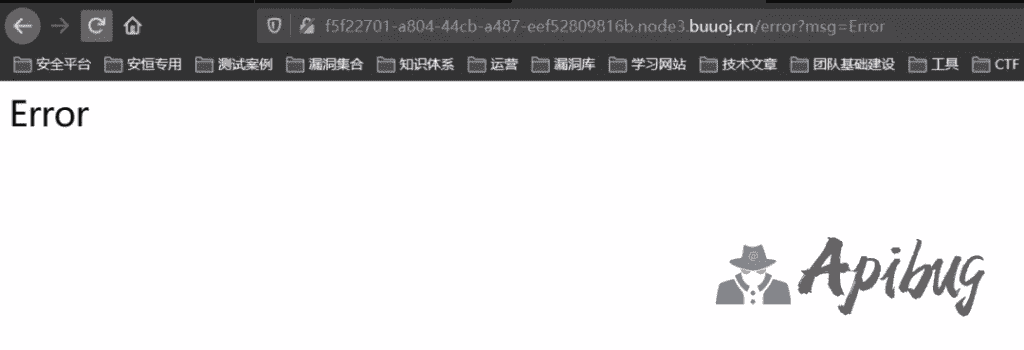 f5f22701-a804-44cb-a487-eef52809816b.node3.buuoj.cn/error?msg=Error
安全平台 安恒专用 测试案例 漏洞集合 知识体系 运营 漏洞库 学习网站 技术文章 团队基础建设 工具 CTF
Error
Apibug